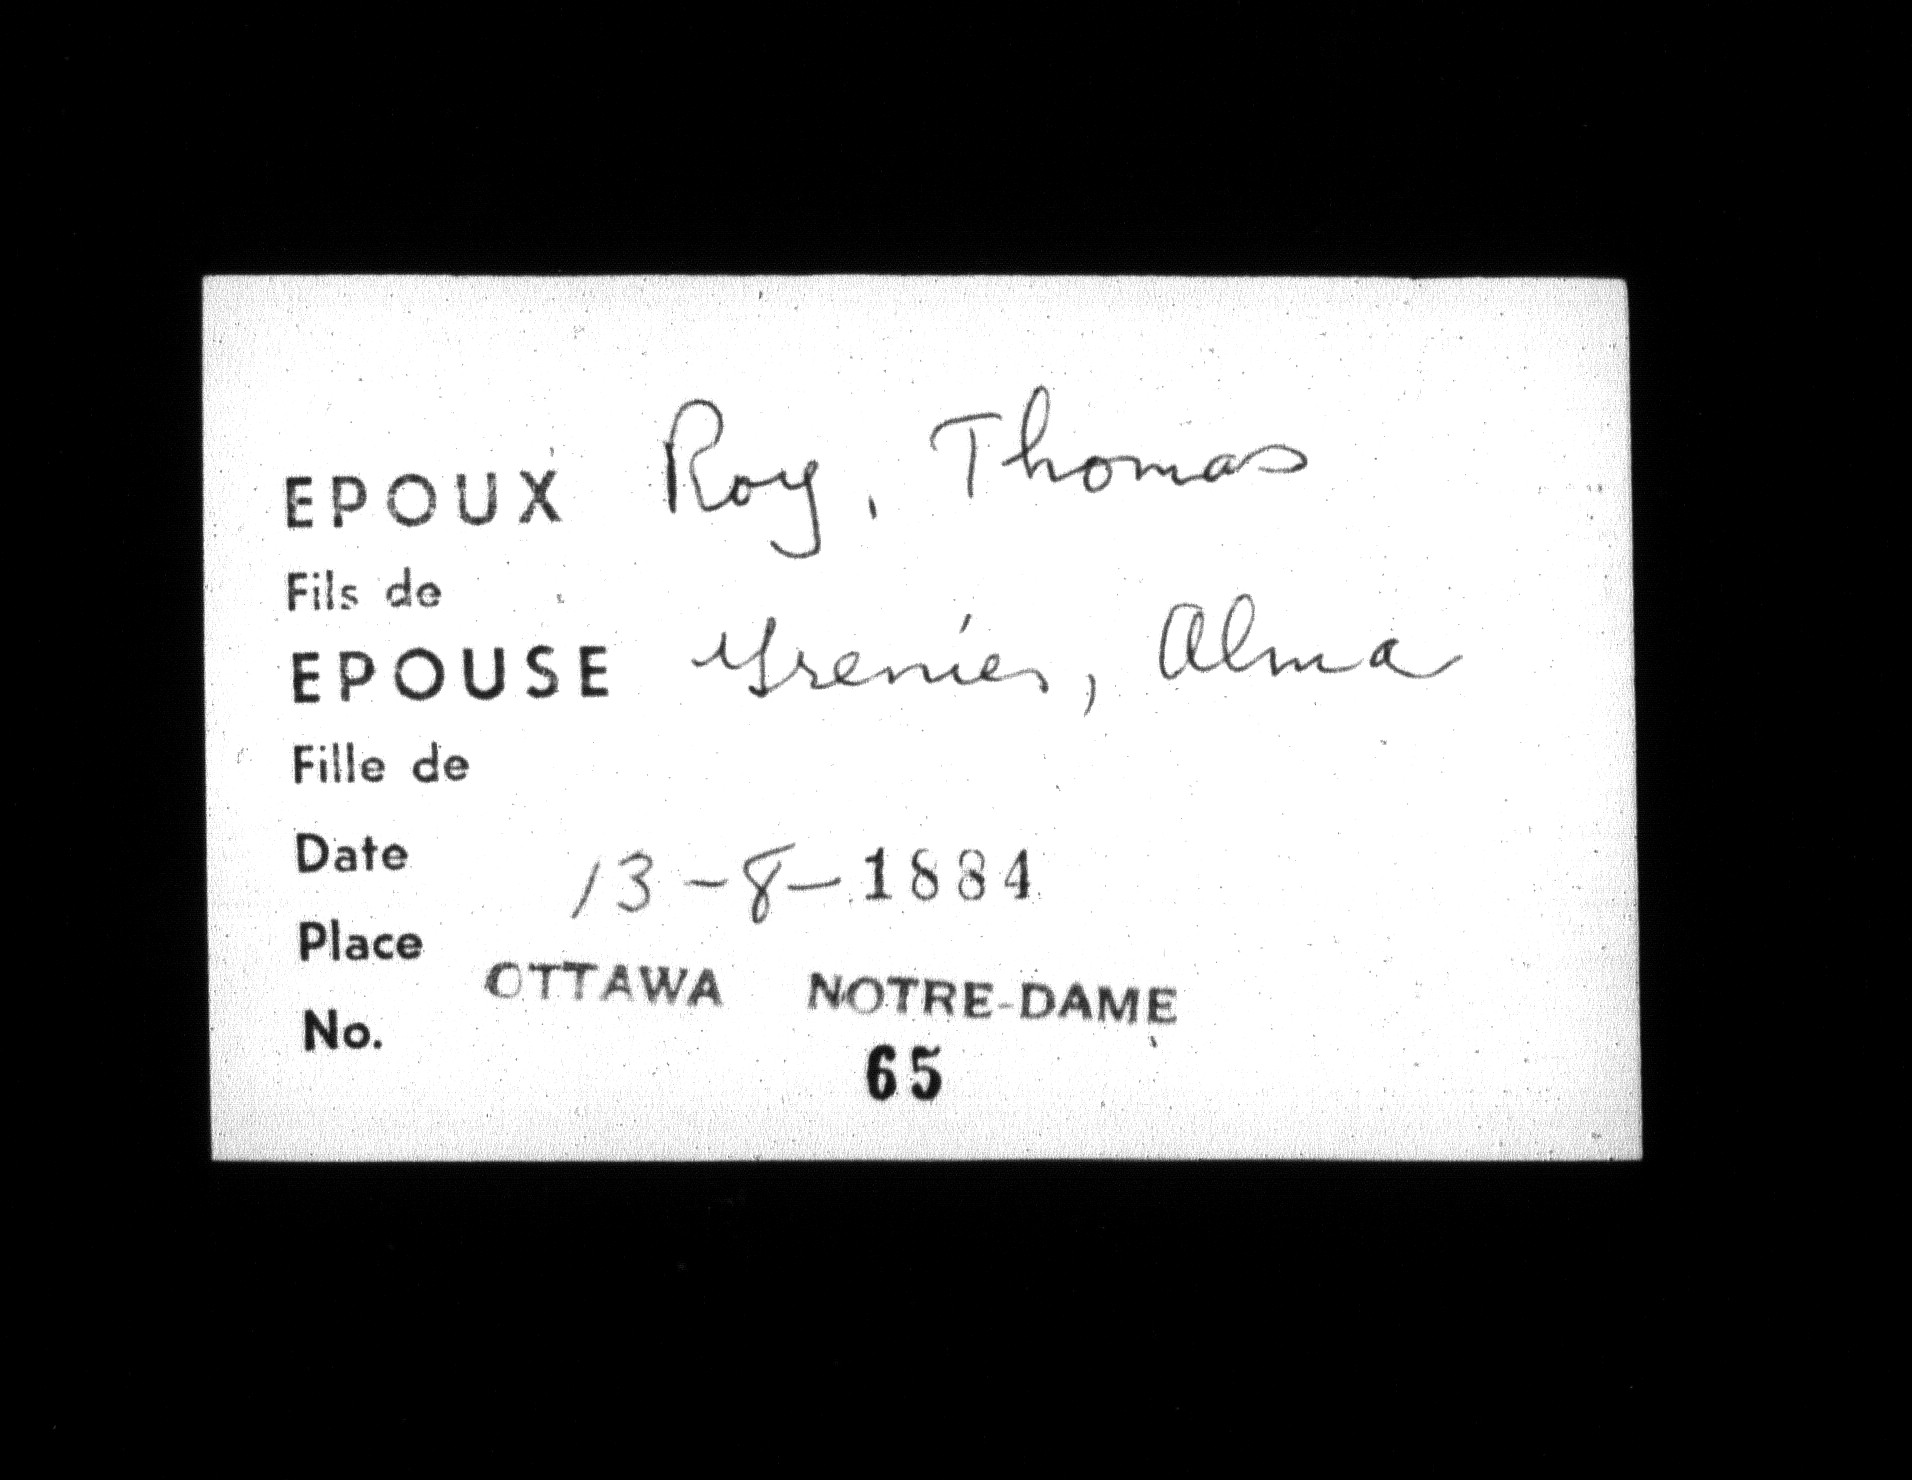 EPOUX Roy, Thomas
Fils de
EPOUSE Grenier, Alma
Fille de
Date 13-8-1884
Place OTTAWA NOTRE-DAME
No. 65